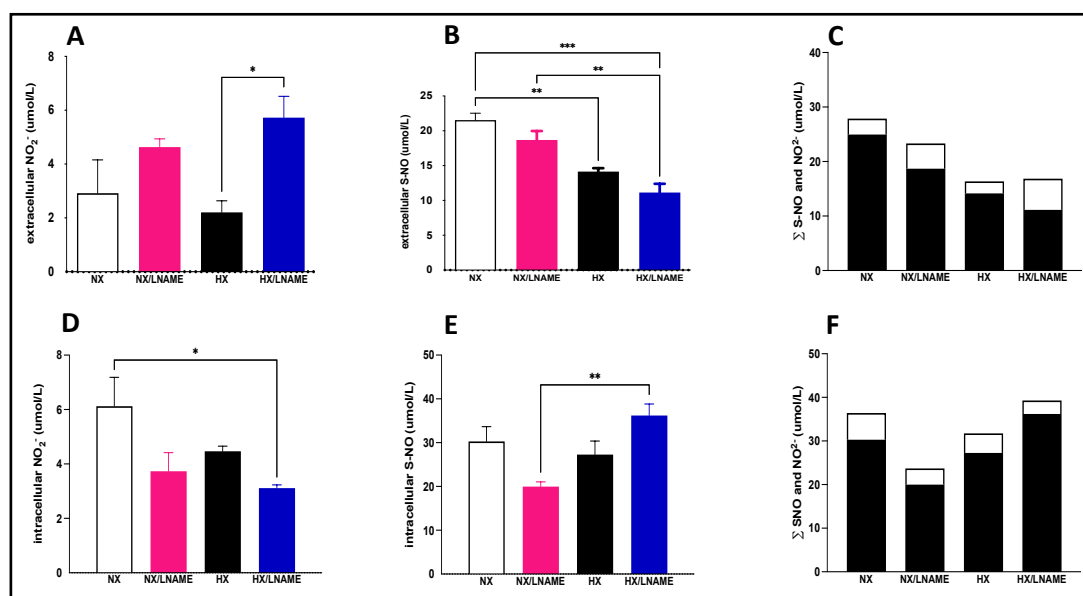 A
extracellular NO₂⁻ (umol/L)
8
6
4
2
0
*
NX
NX/LNAME
HX
HX/LNAME
B
extracellular S-NO (umol/L)
25
20
15
10
5
0
***
**
**
NX
NX/LNAME
HX
HX/LNAME
C
∑ S-NO and NO²⁻ (umol/L)
40
30
20
10
0
NX
NX/LNAME
HX
HX/LNAME
D
intracellular NO₂⁻ (umol/L)
8
6
4
2
0
*
NX
NX/LNAME
HX
HX/LNAME
E
intracellular S-NO (umol/L)
50
40
30
20
10
0
**
NX
NX/LNAME
HX
HX/LNAME
F
∑ SNO and NO²⁻ (umol/L)
50
40
30
20
10
0
NX
NX/LNAME
HX
HX/LNAME